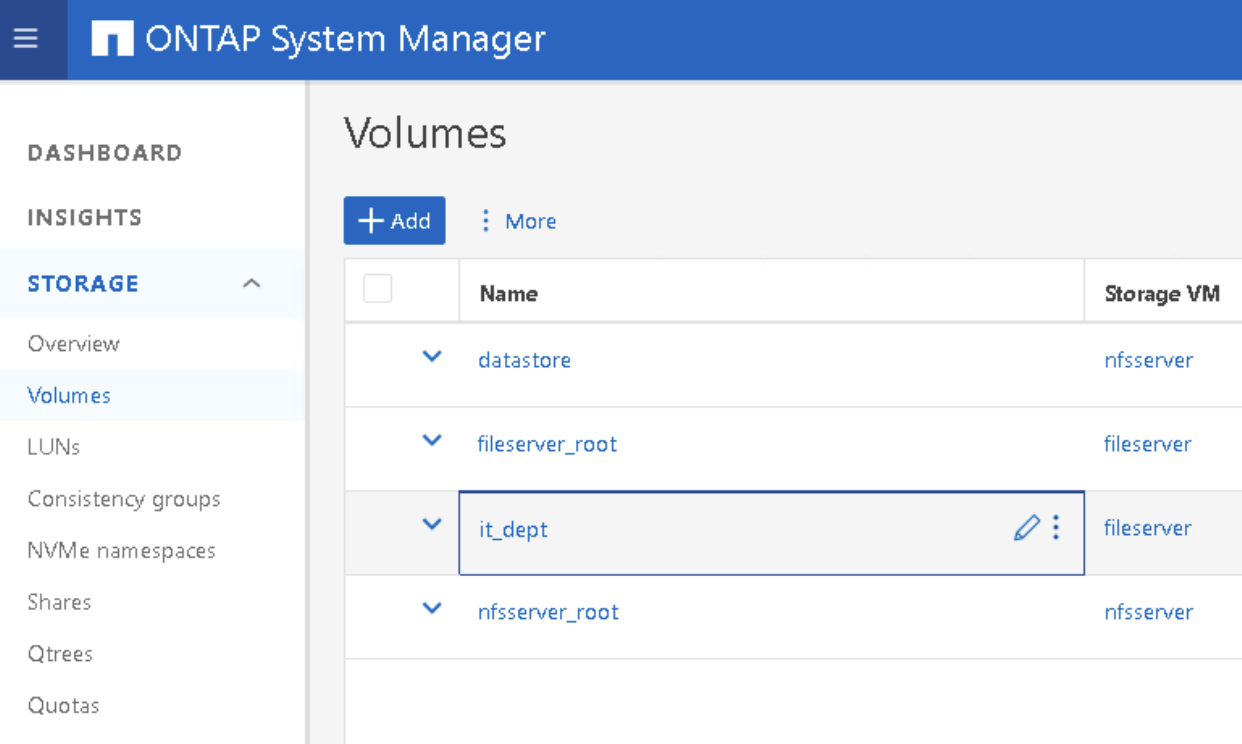 ONTAP System Manager
DASHBOARD
INSIGHTS
STORAGE
Overview
Volumes
LUNs
Consistency groups
NVMe namespaces
Shares
Qtrees
Quotas
Volumes
Add
More
Name Storage VM
datastore nfsserver
fileserver_root fileserver
it_dept fileserver
nfsserver_root nfsserver